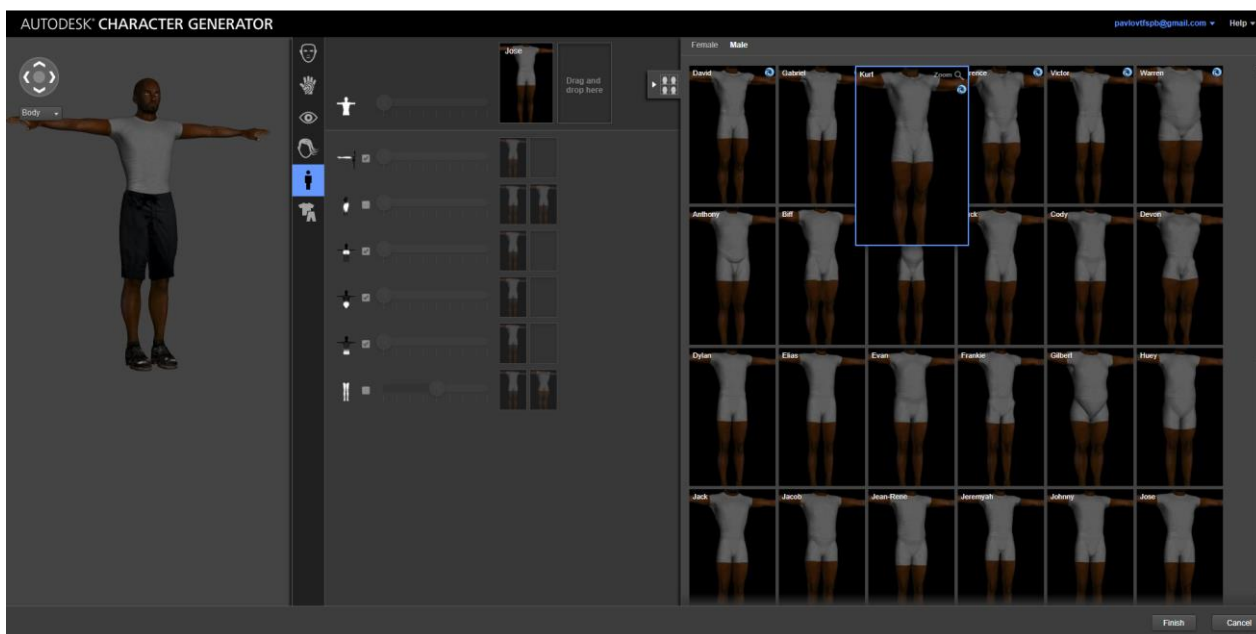 AUTODESK® CHARACTER GENERATOR
pavlovtfspb@gmail.com
Help
Body
Jose
Drag and
drop here
Female Male
David
Gabriel
Kurt
Zoom
rence
Victor
Warren
Anthony
Biff
ck
Cody
Devon
Dylan
Elias
Evan
Frankie
Gilbert
Huey
Jack
Jacob
Jean-Rene
Jeremyah
Johnny
Jose
Finish
Cancel